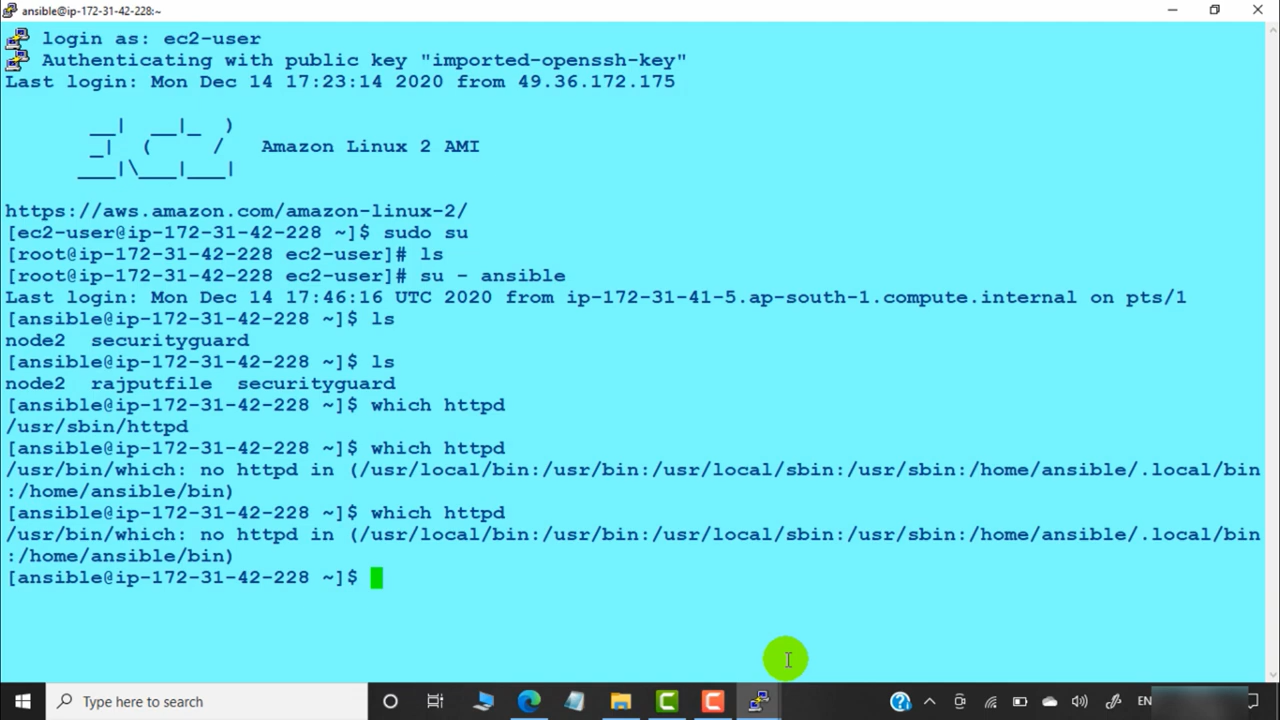 ansible@ip-172-31-42-228:~
login as: ec2-user
Authenticating with public key "imported-openssh-key"
Last login: Mon Dec 14 17:23:14 2020 from 49.36.172.175
__|  __|_  )
_|  (     /   Amazon Linux 2 AMI
___|\___|___|
https://aws.amazon.com/amazon-linux-2/
[ec2-user@ip-172-31-42-228 ~]$ sudo su
[root@ip-172-31-42-228 ec2-user]# ls
[root@ip-172-31-42-228 ec2-user]# su - ansible
Last login: Mon Dec 14 17:46:16 UTC 2020 from ip-172-31-41-5.ap-south-1.compute.internal on pts/1
[ansible@ip-172-31-42-228 ~]$ ls
node2  securityguard
[ansible@ip-172-31-42-228 ~]$ ls
node2  rajputfile  securityguard
[ansible@ip-172-31-42-228 ~]$ which httpd
/usr/sbin/httpd
[ansible@ip-172-31-42-228 ~]$ which httpd
/usr/bin/which: no httpd in (/usr/local/bin:/usr/bin:/usr/local/sbin:/usr/sbin:/home/ansible/.local/bin
:/home/ansible/bin)
[ansible@ip-172-31-42-228 ~]$ which httpd
/usr/bin/which: no httpd in (/usr/local/bin:/usr/bin:/usr/local/sbin:/usr/sbin:/home/ansible/.local/bin
:/home/ansible/bin)
[ansible@ip-172-31-42-228 ~]$
Type here to search
EN